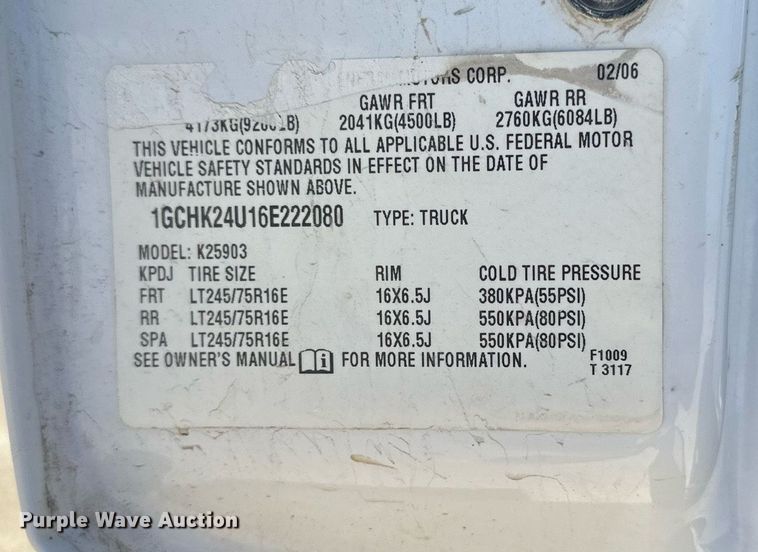 MOTORS CORP. 02/06
GAWR FRT GAWR RR
4173KG(9200LB) 2041KG(4500LB) 2760KG(6084LB)
THIS VEHICLE CONFORMS TO ALL APPLICABLE U.S. FEDERAL MOTOR
VEHICLE SAFETY STANDARDS IN EFFECT ON THE DATE OF
MANUFACTURE SHOWN ABOVE.
1GCHK24U16E222080 TYPE: TRUCK
MODEL: K25903
KPDJ TIRE SIZE RIM COLD TIRE PRESSURE
FRT LT245/75R16E 16X6.5J 380KPA(55PSI)
RR LT245/75R16E 16X6.5J 550KPA(80PSI)
SPA LT245/75R16E 16X6.5J 550KPA(80PSI)
SEE OWNER'S MANUAL i FOR MORE INFORMATION.
F1009
T 3117
Purple Wave Auction